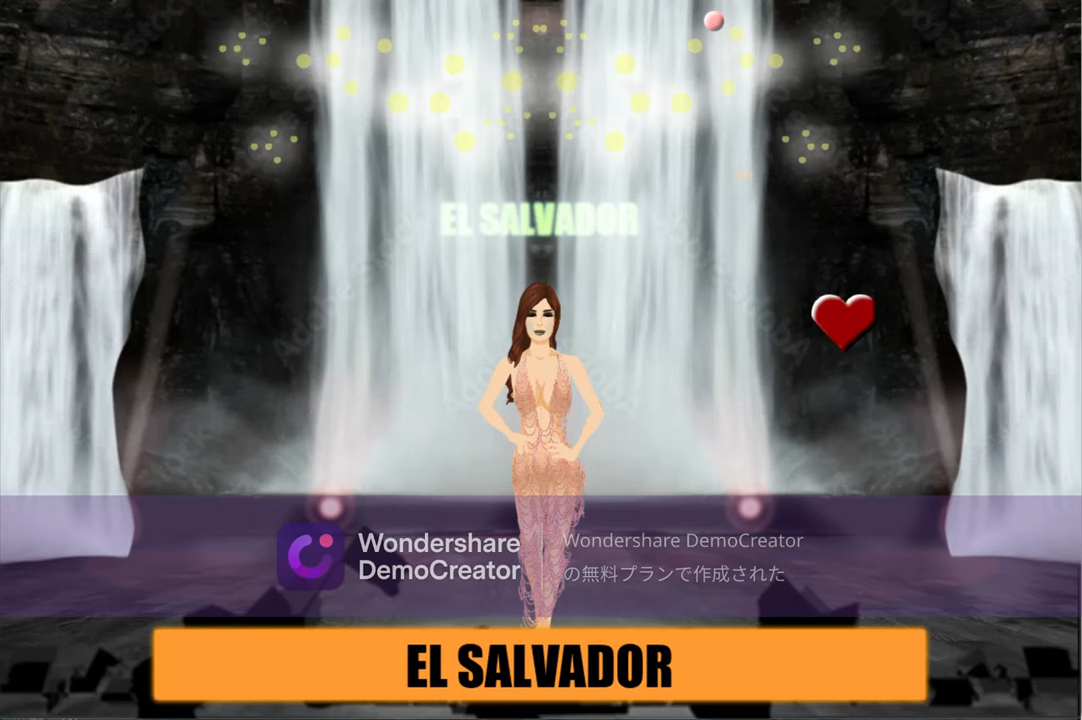 EL SALVADOR
Wondershare
DemoCreator
Wondershare DemoCreator
の無料プランで作成された
EL SALVADOR